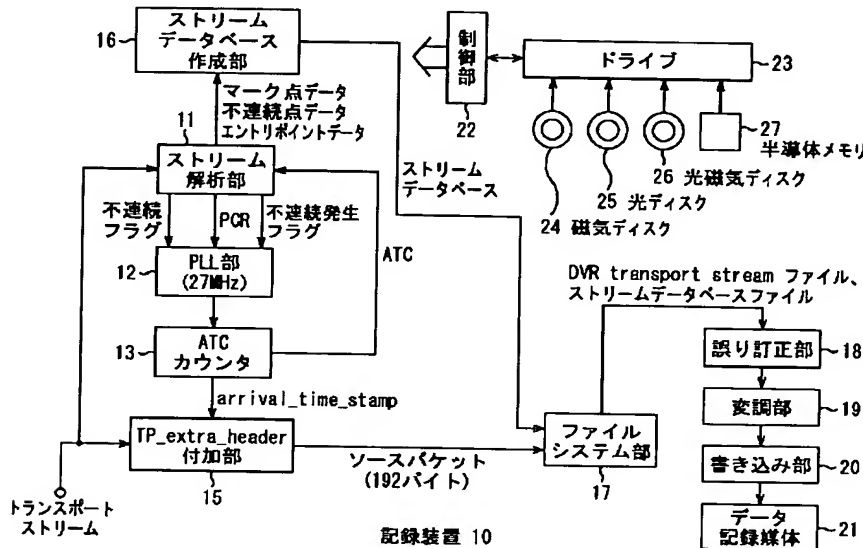 ストリーム
データベース
作成部
16
マーク点データ
不連続点データ
エントリポイントデータ
11
ストリーム
解析部
不連続
フラグ
PCR
不連続発生
フラグ
ATC
12
PLL部
(27MHz)
13
ATC
カウンタ
arrival_time_stamp
TP_extra_header
付加部
15
トランスポート
ストリーム
ソースパケット
(192バイト)
ストリーム
データベース
制御部
22
ドライブ
23
24 磁気ディスク
25
光ディスク
26 光磁気ディスク
27
半導体メモリ
DVR transport stream ファイル、
ストリームデータベースファイル
ファイル
システム部
17
誤り訂正部
18
変調部
19
書き込み部
20
データ
記録媒体
21
記録装置 10